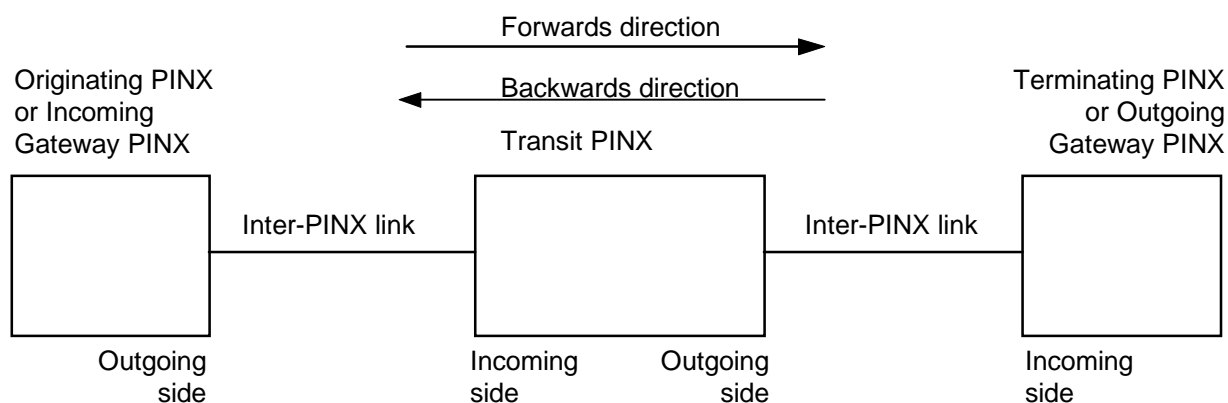 Forwards direction
Backwards direction
Originating PINX
or Incoming
Gateway PINX
Transit PINX
Terminating PINX
or Outgoing
Gateway PINX
Inter-PINX link
Inter-PINX link
Outgoing
side
Incoming
side
Outgoing
side
Incoming
side